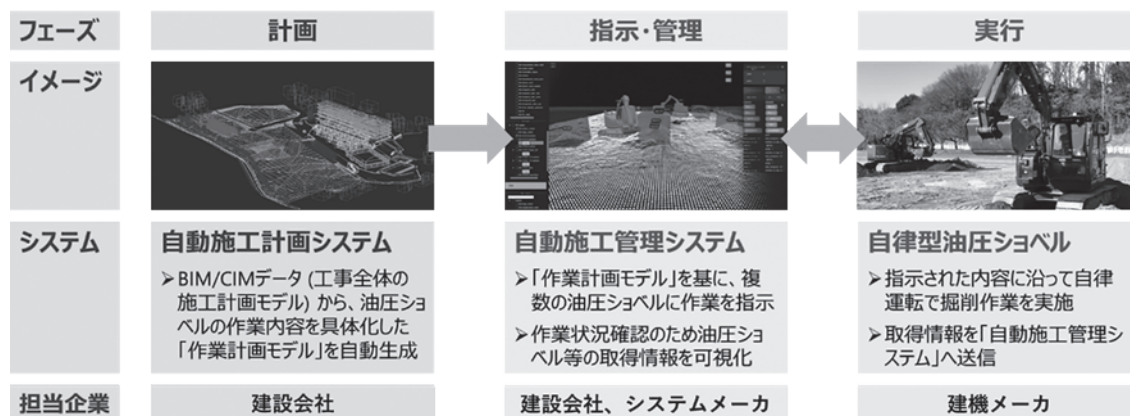 フェーズ
計画
指示・管理
実行
イメージ
システム
自動施工計画システム
➢BIM/CIMデータ (工事全体の
施工計画モデル) から、油圧ショ
ベルの作業内容を具体化した
「作業計画モデル」を自動生成
自動施工管理システム
➢「作業計画モデル」を基に、複
数の油圧ショベルに作業を指示
➢作業状況確認のため油圧ショ
ベル等の取得情報を可視化
自律型油圧ショベル
➢指示された内容に沿って自律
運転で掘削作業を実施
➢取得情報を「自動施工管理シ
ステム」へ送信
担当企業
建設会社
建設会社、システムメーカ
建機メーカ